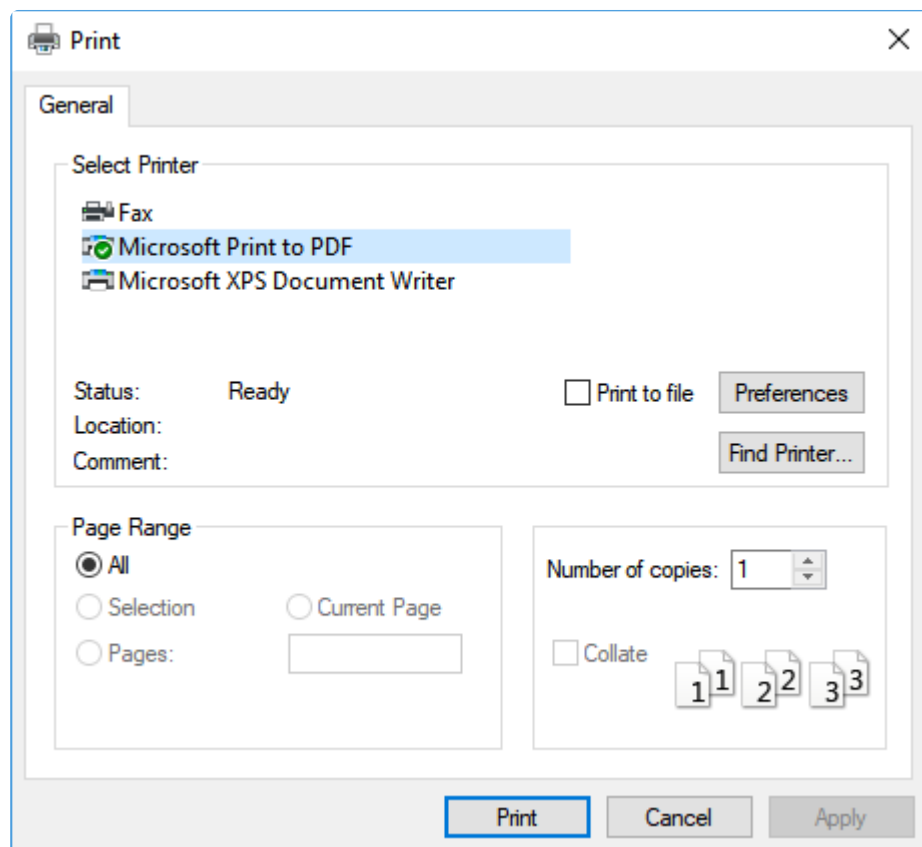 Print
General
Select Printer
Fax
Microsoft Print to PDF
Microsoft XPS Document Writer
Status: Ready
Print to file
Preferences
Location:
Comment:
Find Printer...
Page Range
All
Selection
Current Page
Pages:
Number of copies: 1
Collate
1 1 2 2 3 3
Print
Cancel
Apply